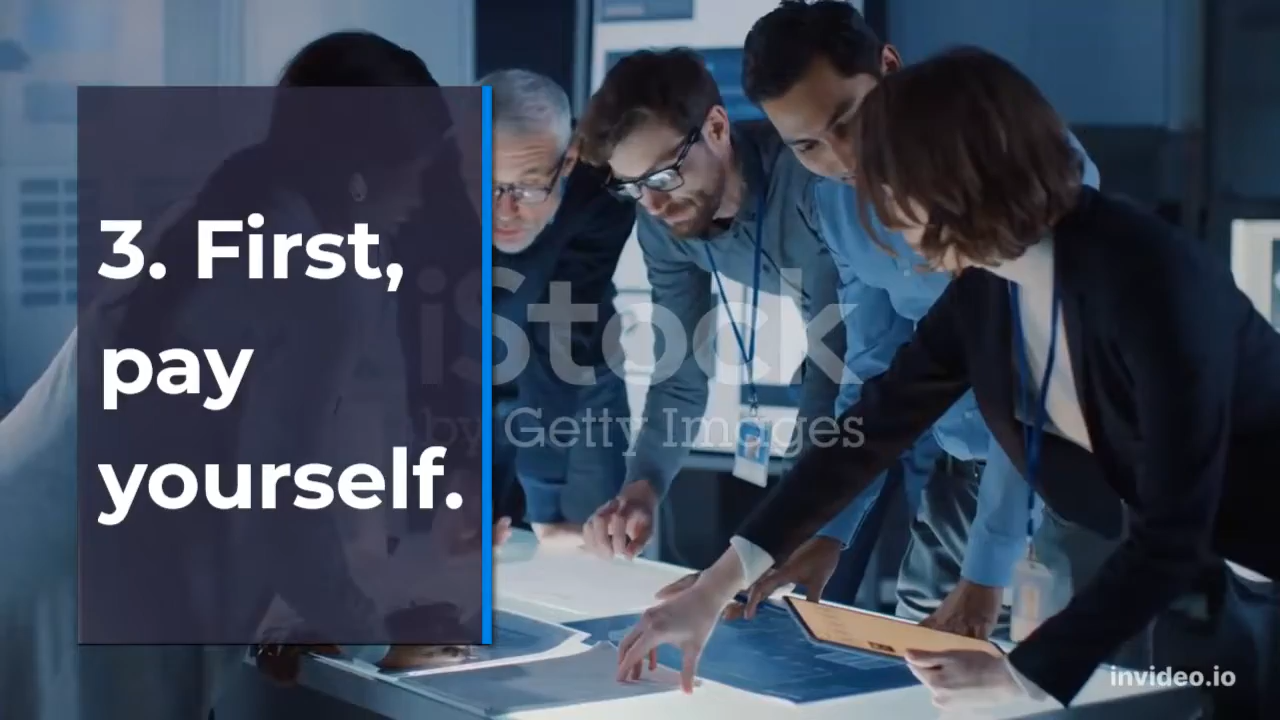 3. First,
pay
yourself.
iStock
by Getty Images
invideo.io